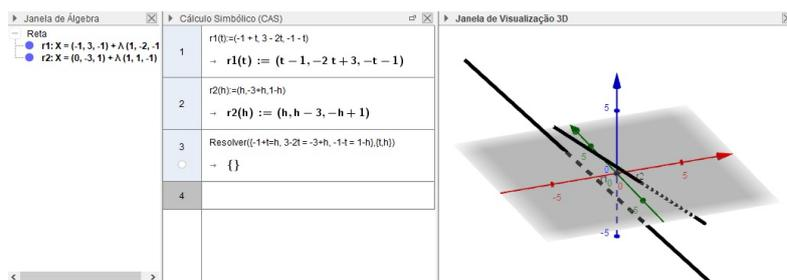 Janela de Álgebra
Reta
r1: X = (-1, 3, -1) + λ (1, -2, -1
r2: X = (0, -3, 1) + λ (1, 1, -1)
Cálculo Simbólico (CAS)
1
r1(t):=(-1 + t, 3 - 2t, -1 - t)
→ r1(t) := (t − 1, −2 t + 3, −t − 1)
2
r2(h):=(h,-3+h,1-h)
→ r2(h) := (h, h − 3, −h + 1)
3
Resolver({-1+t=h, 3-2t = -3+h, -1-t = 1-h},{t,h})
→ {}
4
Janela de Visualização 3D
5
5
0
0
0
5
-5
-5